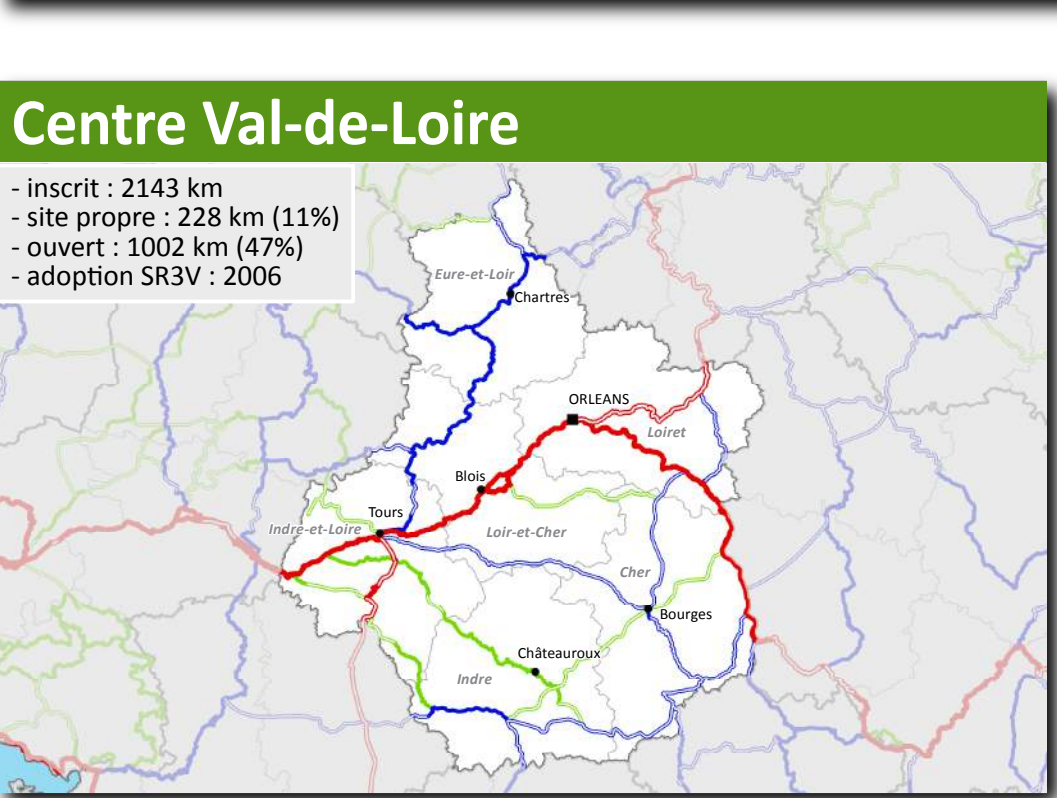 Centre Val-de-Loire
- inscrit : 2143 km
- site propre : 228 km (11%)
- ouvert : 1002 km (47%)
- adoption SR3V : 2006
Eure-et-Loir
Chartres
ORLEANS
Loiret
Blois
Tours
Indre-et-Loire
Loir-et-Cher
Cher
Bourges
Châteauroux
Indre